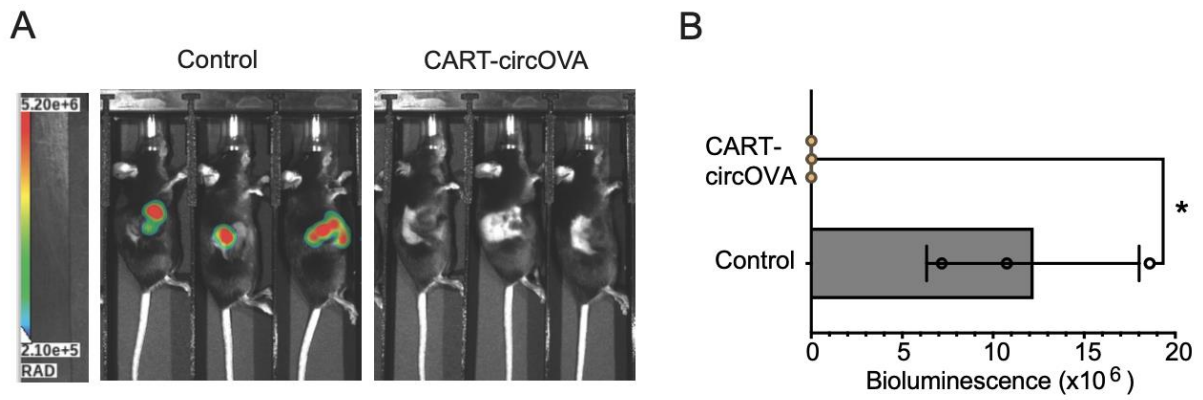 A
Control
CART-circOVA
5.20e+6
2.10e+5
RAD
B
CART-
circOVA
Control
*
0 5 10 15 20
Bioluminescence (x10⁶)